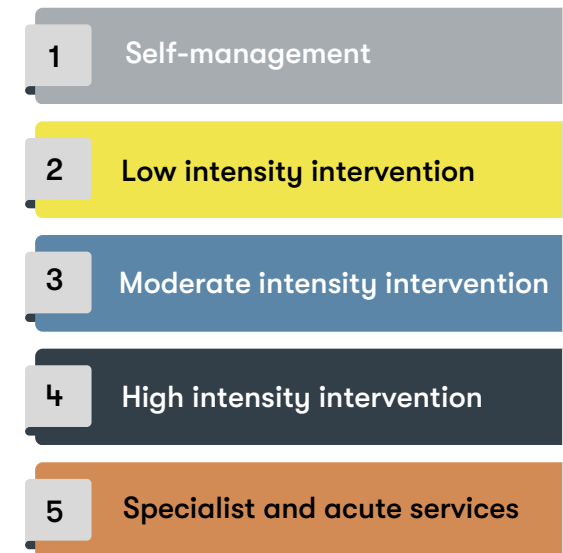 1 Self-management
2 Low intensity intervention
3 Moderate intensity intervention
4 High intensity intervention
5 Specialist and acute services